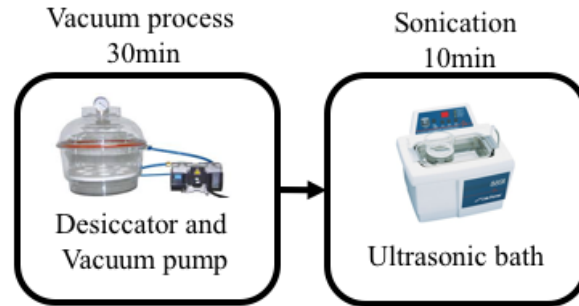 Vacuum process
30min
Desiccator and
Vacuum pump
Sonication
10min
Ultrasonic bath